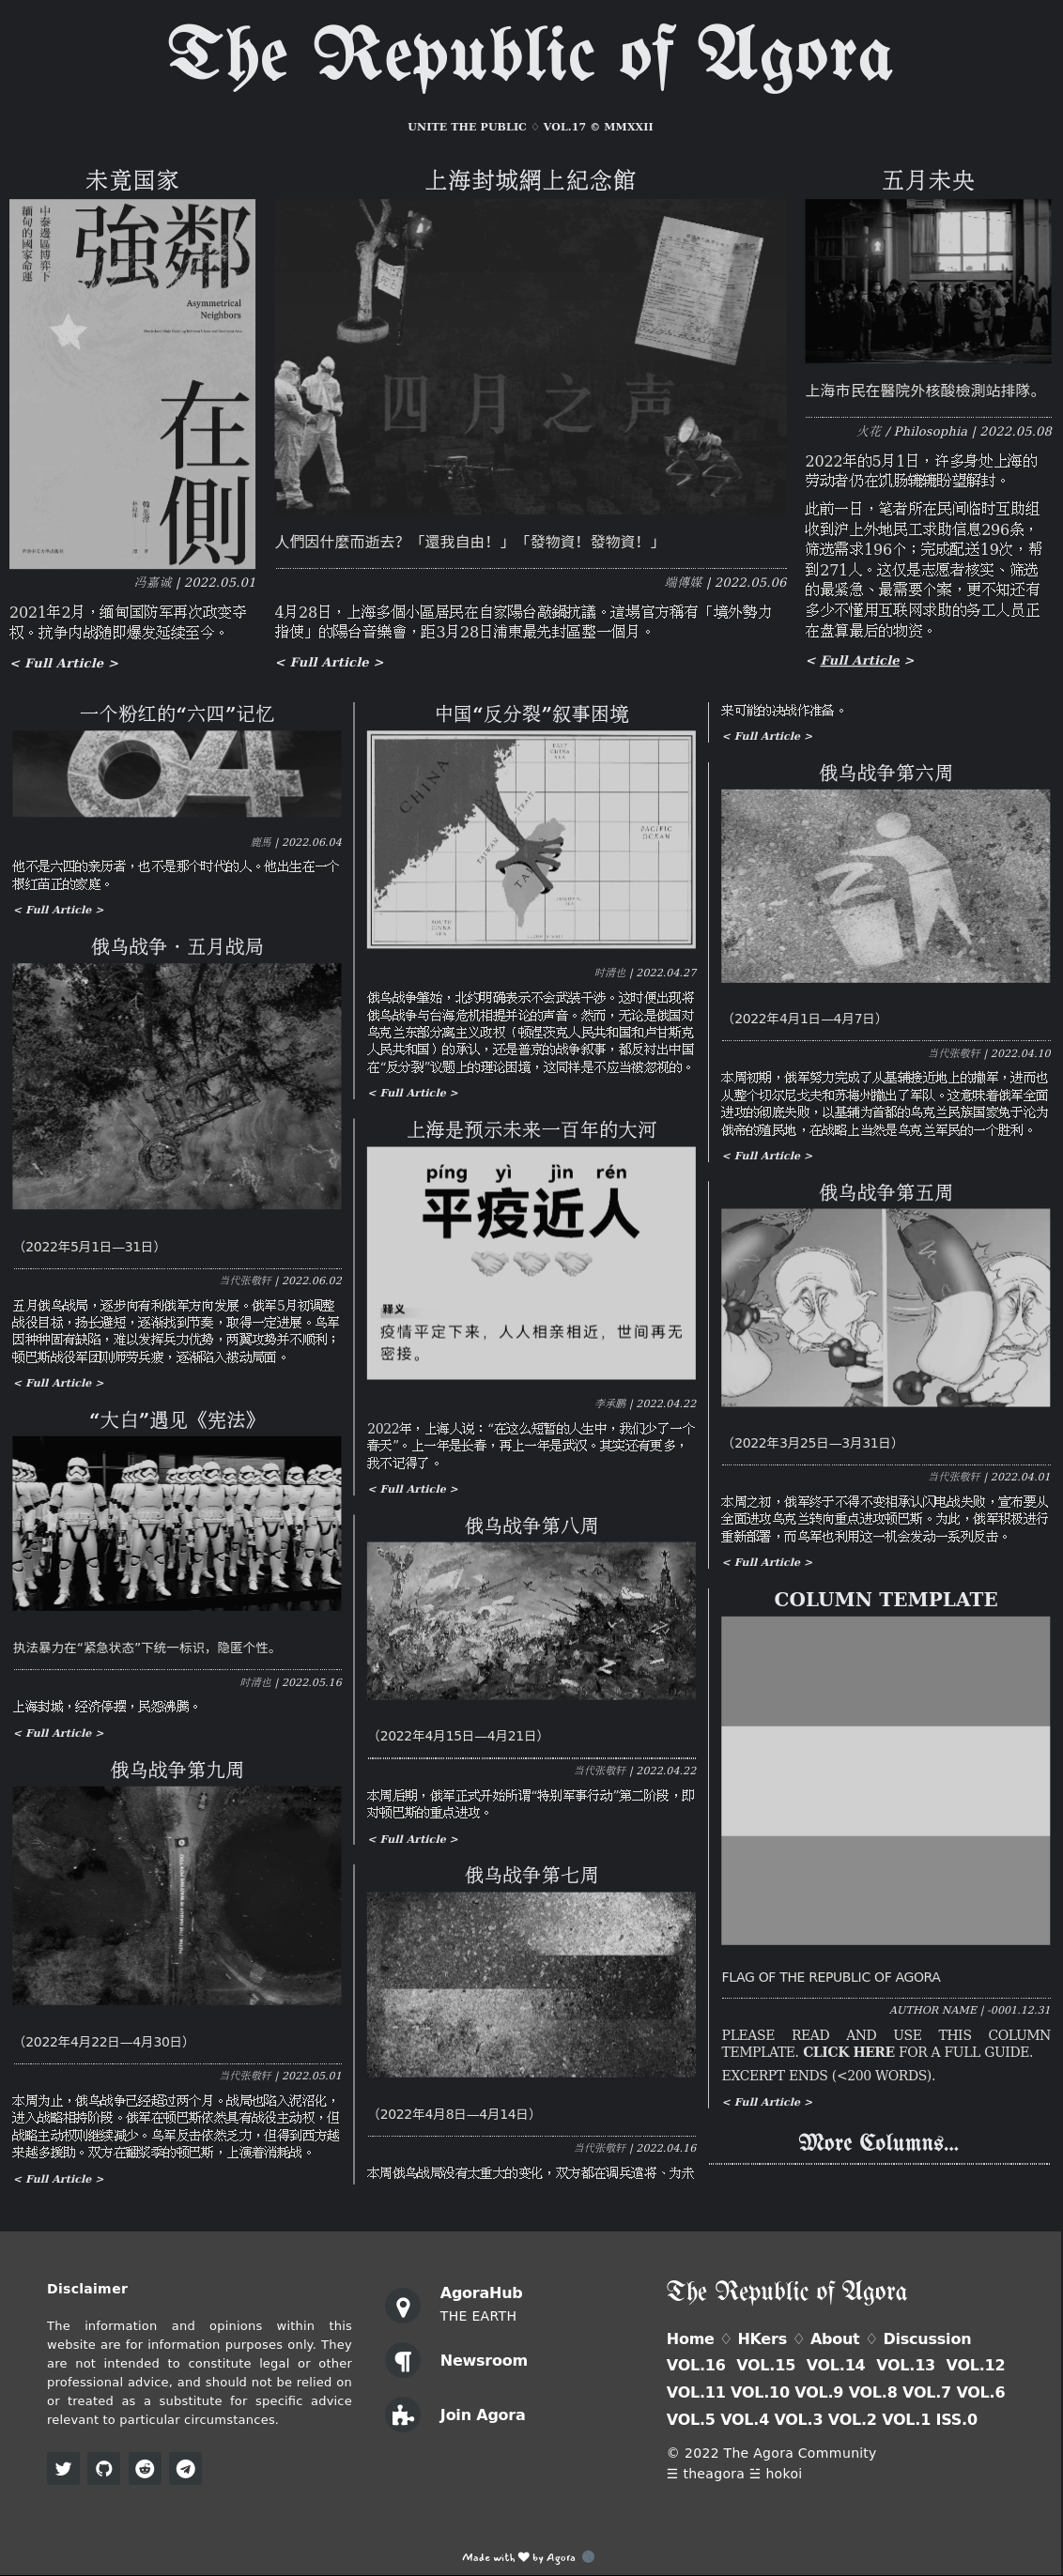 The Republic of Agora
UNITE THE PUBLIC ♢ VOL.17 © MMXXII
未竟国家
強鄰
在側
中泰邊區博弈下
緬甸的國家命運
Asymmetrical
Neighbors
冯嘉诚 | 2022.05.01
2021年2月，缅甸国防军再次政变夺
权。抗争内战随即爆发延续至今。
< Full Article >
上海封城網上紀念館
四月之声
人們因什麼而逝去？「還我自由！」「發物資！發物資！」
端傳媒 | 2022.05.06
4月28日，上海多個小區居民在自家陽台敲鍋抗議。這場官方稱有「境外勢力
指使」的陽台音樂會，距3月28日浦東最先封區整一個月。
< Full Article >
五月未央
上海市民在醫院外核酸檢測站排隊。
火花 / Philosophia | 2022.05.08
2022年的5月1日，许多身处上海的
劳动者仍在饥肠辘辘盼望解封。
此前一日，笔者所在民间临时互助组
收到沪上外地民工求助信息296条，
筛选需求196个；完成配送19次，帮
到271人。这仅是志愿者核实、筛选
的最紧急、最需要个案，更不知还有
多少不懂用互联网求助的务工人员正
在盘算最后的物资。
< Full Article >
一个粉红的“六四”记忆
鹿馬 | 2022.06.04
他不是六四的亲历者，也不是那个时代的人。他出生在一个
根红苗正的家庭。
< Full Article >
俄乌战争 · 五月战局
（2022年5月1日—31日）
当代张敬轩 | 2022.06.02
五月俄乌战局，逐步向有利俄军方向发展。俄军5月初调整
战役目标，扬长避短，逐渐找到节奏，取得一定进展。乌军
因种种固有缺陷，难以发挥兵力优势，两翼攻势并不顺利；
顿巴斯战役军团则师劳兵疲，逐渐陷入被动局面。
< Full Article >
“大白”遇见《宪法》
执法暴力在“紧急状态”下统一标识，隐匿个性。
时清也 | 2022.05.16
上海封城，经济停摆，民怨沸腾。
< Full Article >
俄乌战争第九周
（2022年4月22日—4月30日）
当代张敬轩 | 2022.05.01
本周为止，俄乌战争已经超过两个月。战局也陷入泥沼化，
进入战略相持阶段。俄军在顿巴斯依然具有战役主动权，但
战略主动权则继续减少。乌军反击依然乏力，但得到西方越
来越多援助。双方在翻浆季的顿巴斯，上演着消耗战。
< Full Article >
中国“反分裂”叙事困境
CHINA
EAST
CHINA
SEA
PACIFIC
OCEAN
TAIWAN STRAIT
TA
SOUTH
CHINA
SEA
时清也 | 2022.04.27
俄乌战争肇始，北约明确表示不会武装干涉。这时便出现将
俄乌战争与台海危机相提并论的声音。然而，无论是俄国对
乌克兰东部分离主义政权（顿涅茨克人民共和国和卢甘斯克
人民共和国）的承认，还是普京的战争叙事，都反衬出中国
在“反分裂”议题上的理论困境，这同样是不应当被忽视的。
< Full Article >
上海是预示未来一百年的大河
píng yì jìn rén
平疫近人
释义
疫情平定下来，人人相亲相近，世间再无
密接。
李承鹏 | 2022.04.22
2022年，上海人说：“在这么短暂的人生中，我们少了一个
春天”。上一年是长春，再上一年是武汉。其实还有更多，
我不记得了。
< Full Article >
俄乌战争第八周
（2022年4月15日—4月21日）
当代张敬轩 | 2022.04.22
本周后期，俄军正式开始所谓“特别军事行动”第二阶段，即
对顿巴斯的重点进攻。
< Full Article >
俄乌战争第七周
（2022年4月8日—4月14日）
当代张敬轩 | 2022.04.16
本周俄乌战局没有太重大的变化，双方都在调兵遣将、为未
来可能的决战作准备。
< Full Article >
俄乌战争第六周
（2022年4月1日—4月7日）
当代张敬轩 | 2022.04.10
本周初期，俄军努力完成了从基辅接近地上的撤军，进而也
从整个切尔尼戈夫和苏梅州撤出了军队。这意味着俄军全面
进攻的彻底失败，以基辅为首都的乌克兰民族国家免于沦为
俄帝的殖民地，在战略上当然是乌克兰军民的一个胜利。
< Full Article >
俄乌战争第五周
（2022年3月25日—3月31日）
当代张敬轩 | 2022.04.01
本周之初，俄军终于不得不变相承认闪电战失败，宣布要从
全面进攻乌克兰转向重点进攻顿巴斯。为此，俄军积极进行
重新部署，而乌军也利用这一机会发动一系列反击。
< Full Article >
COLUMN TEMPLATE
FLAG OF THE REPUBLIC OF AGORA
AUTHOR NAME | -0001.12.31
PLEASE READ AND USE THIS COLUMN
TEMPLATE. CLICK HERE FOR A FULL GUIDE.
EXCERPT ENDS (<200 WORDS).
< Full Article >
More Columns...
Disclaimer
The information and opinions within this
website are for information purposes only. They
are not intended to constitute legal or other
professional advice, and should not be relied on
or treated as a substitute for specific advice
relevant to particular circumstances.
AgoraHub
THE EARTH
Newsroom
Join Agora
The Republic of Agora
Home ♢ HKers ♢ About ♢ Discussion
VOL.16 VOL.15 VOL.14 VOL.13 VOL.12
VOL.11 VOL.10 VOL.9 VOL.8 VOL.7 VOL.6
VOL.5 VOL.4 VOL.3 VOL.2 VOL.1 ISS.0
© 2022 The Agora Community
☰ theagora ☱ hokoi
Made with ♥ by Agora